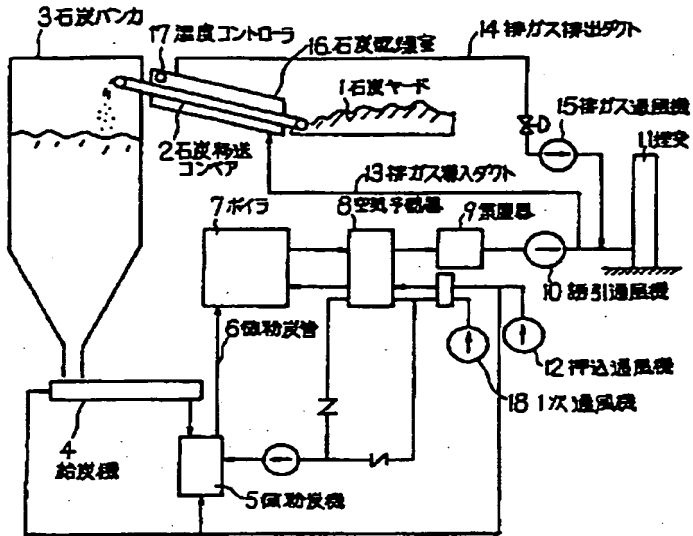 3石炭バンカ
17 温度コントローラ
16石炭乾燥室
14排ガス排出ダクト
1石炭ヤード
15排ガス通風機
11煙突
2石炭移送
コンベア
13排ガス導入ダクト
7ボイラ
8空気予熱器
9集塵器
10誘引通風機
6微粉炭管
12押込通風機
181次通風機
4
給炭機
5微粉炭機